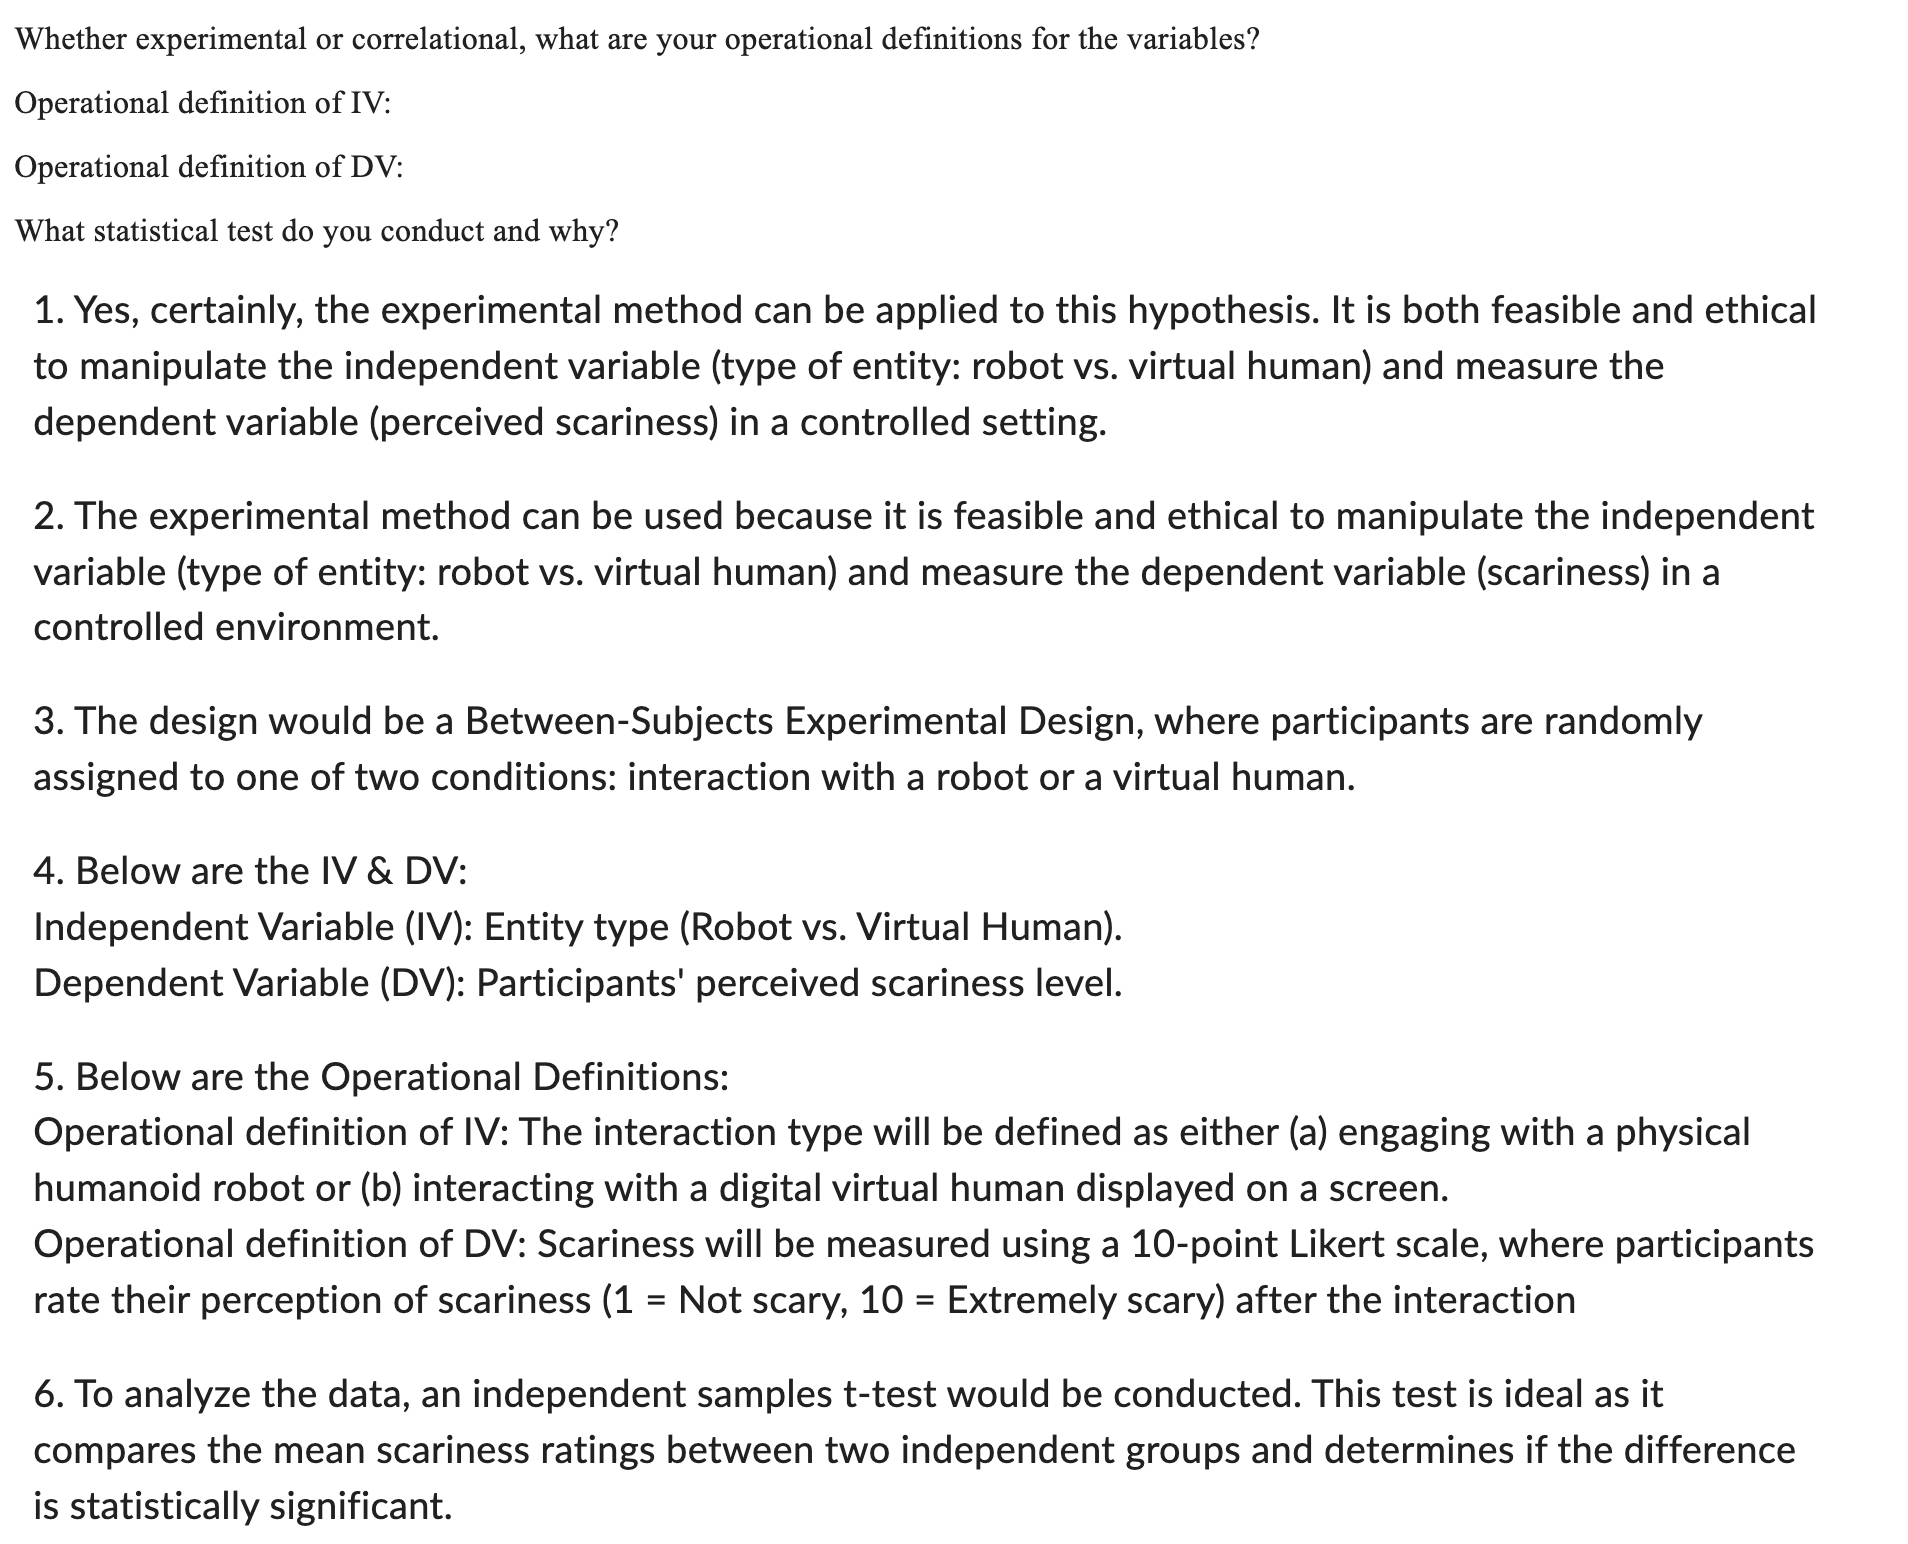 Whether experimental or correlational, what are your operational definitions for the variables?
Operational definition of IV:
Operational definition of DV:
What statistical test do you conduct and why?
1. Yes, certainly, the experimental method can be applied to this hypothesis. It is both feasible and ethical
to manipulate the independent variable (type of entity: robot vs. virtual human) and measure the
dependent variable (perceived scariness) in a controlled setting.
2. The experimental method can be used because it is feasible and ethical to manipulate the independent
variable (type of entity: robot vs. virtual human) and measure the dependent variable (scariness) in a
controlled environment.
3. The design would be a Between-Subjects Experimental Design, where participants are randomly
assigned to one of two conditions: interaction with a robot or a virtual human.
4. Below are the IV & DV:
Independent Variable (IV): Entity type (Robot vs. Virtual Human).
Dependent Variable (DV): Participants' perceived scariness level.
5. Below are the Operational Definitions:
Operational definition of IV: The interaction type will be defined as either (a) engaging with a physical
humanoid robot or (b) interacting with a digital virtual human displayed on a screen.
Operational definition of DV: Scariness will be measured using a 10-point Likert scale, where participants
rate their perception of scariness (1 = Not scary, 10 = Extremely scary) after the interaction
6. To analyze the data, an independent samples t-test would be conducted. This test is ideal as it
compares the mean scariness ratings between two independent groups and determines if the difference
is statistically significant.